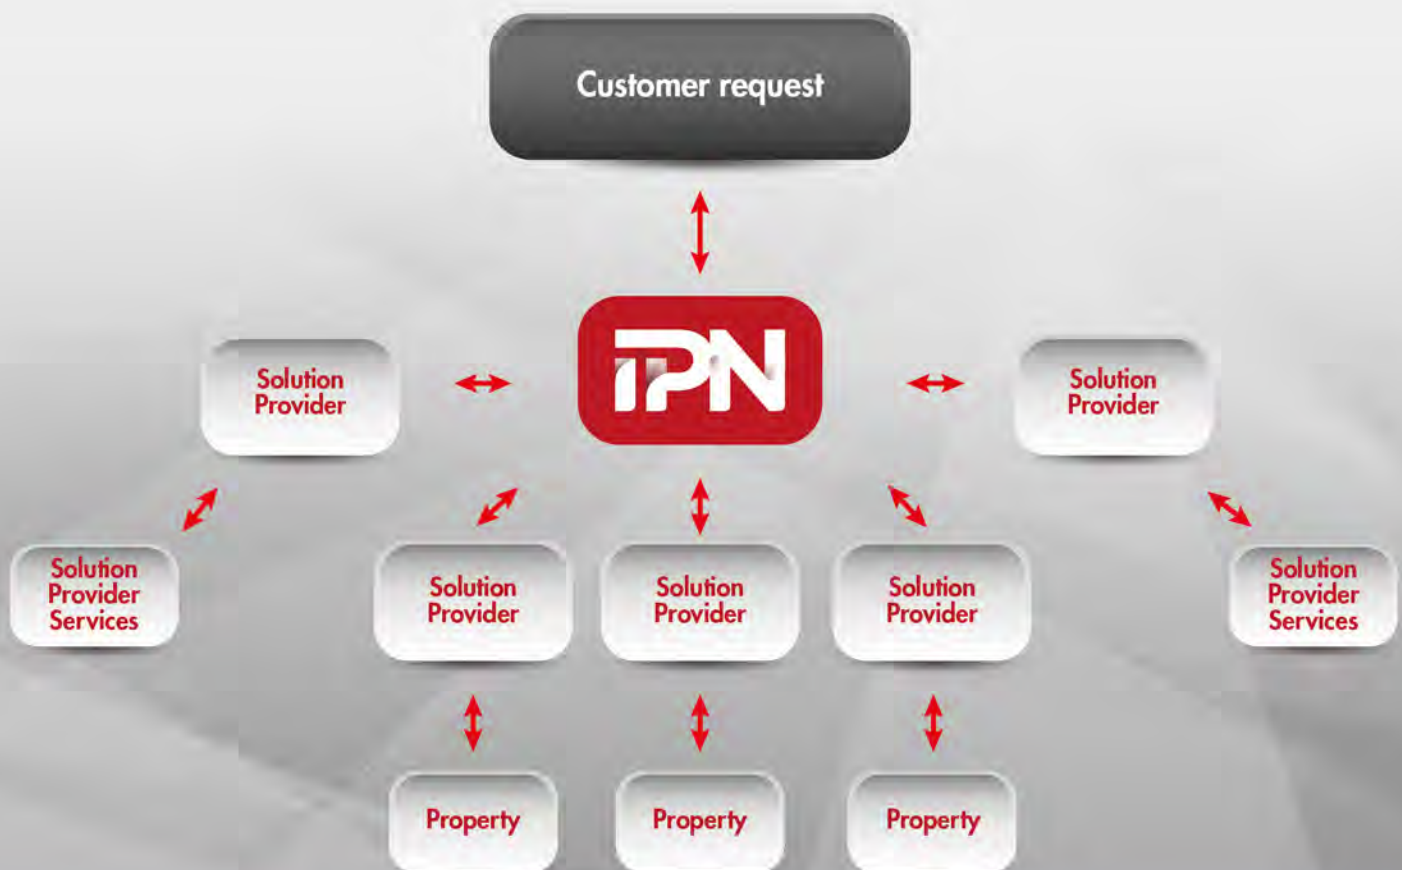 Customer request
IPN
Solution
Provider
Solution
Provider
Solution
Provider
Services
Solution
Provider
Solution
Provider
Solution
Provider
Solution
Provider
Services
Property
Property
Property